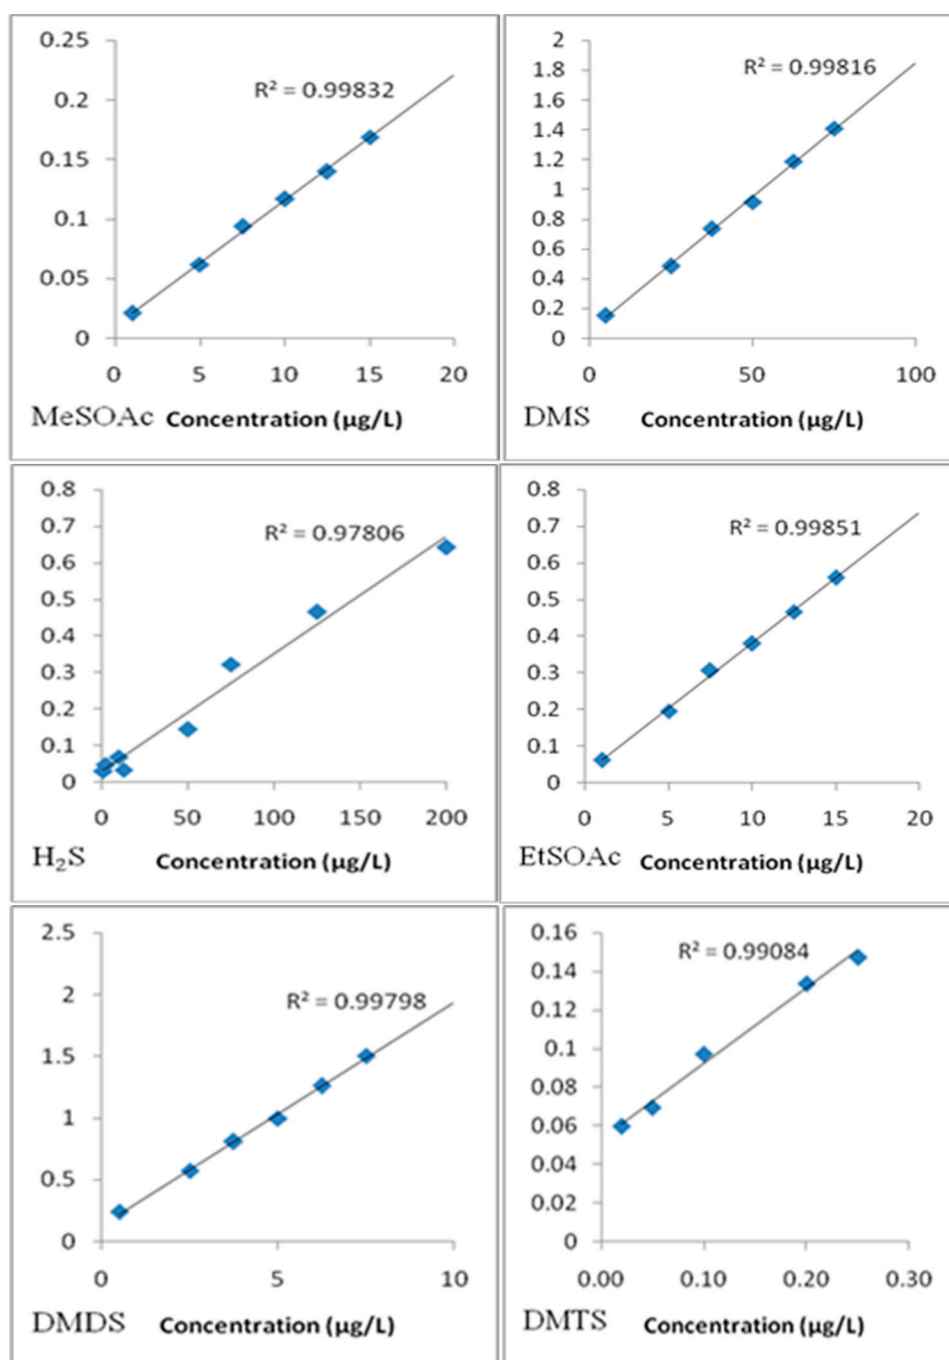 0.25
R² = 0.99832
0.2
0.15
0.1
0.05
0
0 5 10 15 20
MeSOAc Concentration (µg/L)
2
1.8
R² = 0.99816
1.6
1.4
1.2
1
0.8
0.6
0.4
0.2
0
0 50 100
DMS Concentration (µg/L)
0.8
0.7
R² = 0.97806
0.6
0.5
0.4
0.3
0.2
0.1
0
0 50 100 150 200
H₂S Concentration (µg/L)
0.8
0.7
R² = 0.99851
0.6
0.5
0.4
0.3
0.2
0.1
0
0 5 10 15 20
EtSOAc Concentration (µg/L)
2.5
2
R² = 0.99798
1.5
1
0.5
0
0 5 10
DMDS Concentration (µg/L)
0.16
R² = 0.99084
0.14
0.12
0.1
0.08
0.06
0.04
0.02
0
0.00 0.10 0.20 0.30
DMTS Concentration (µg/L)